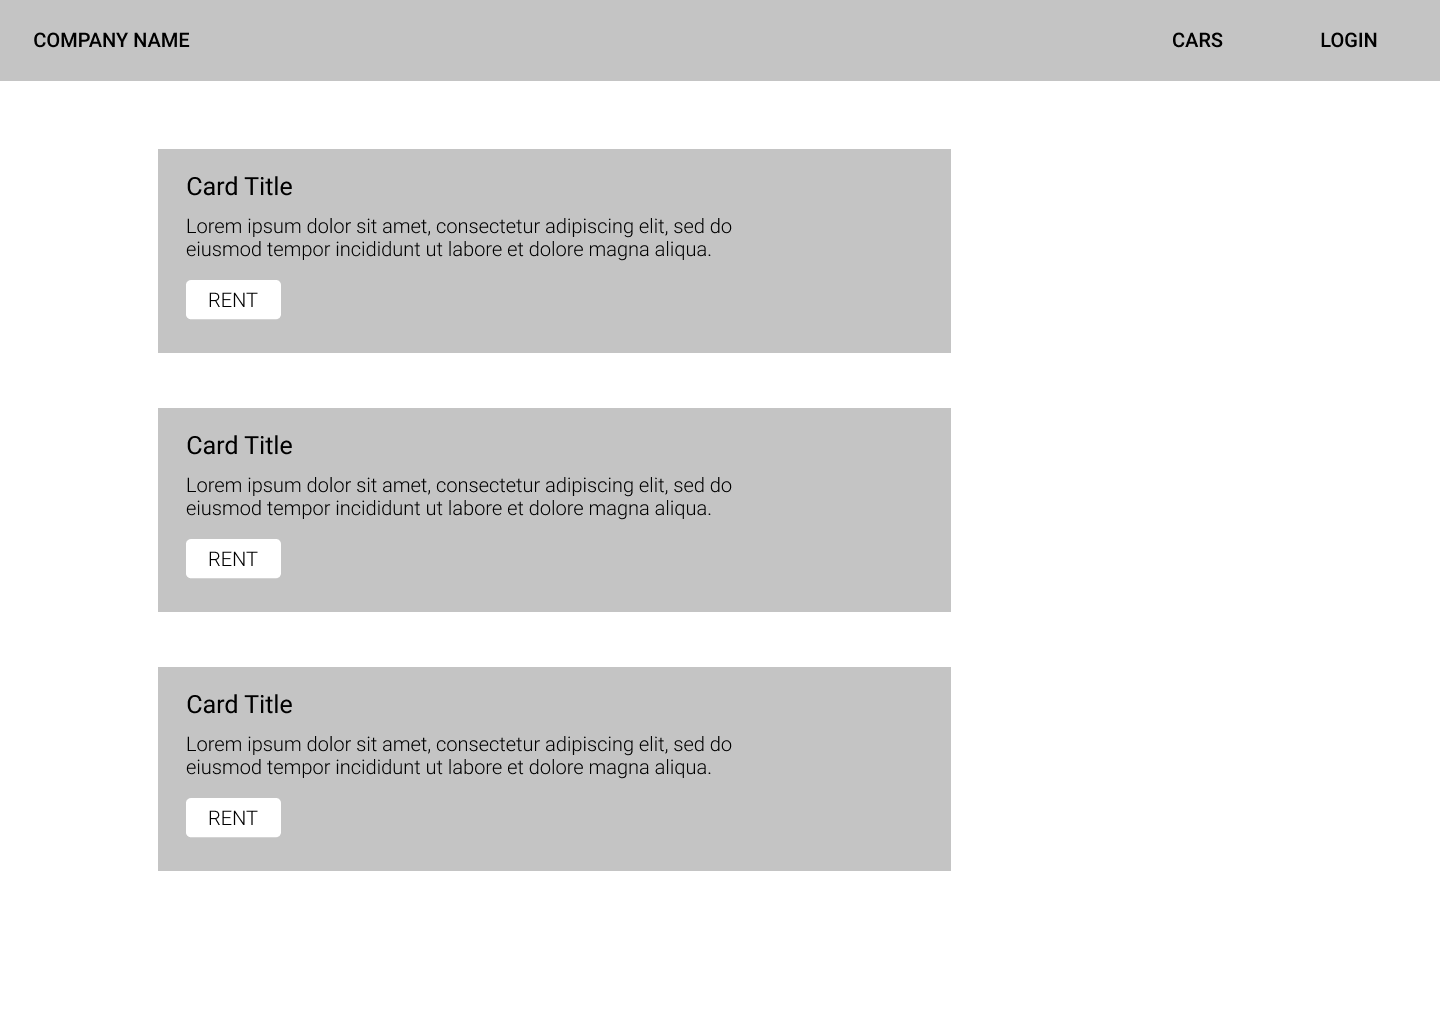 COMPANY NAME CARS LOGIN
Card Title
Lorem ipsum dolor sit amet, consectetur adipiscing elit, sed do
eiusmod tempor incididunt ut labore et dolore magna aliqua.
RENT
Card Title
Lorem ipsum dolor sit amet, consectetur adipiscing elit, sed do
eiusmod tempor incididunt ut labore et dolore magna aliqua.
RENT
Card Title
Lorem ipsum dolor sit amet, consectetur adipiscing elit, sed do
eiusmod tempor incididunt ut labore et dolore magna aliqua.
RENT